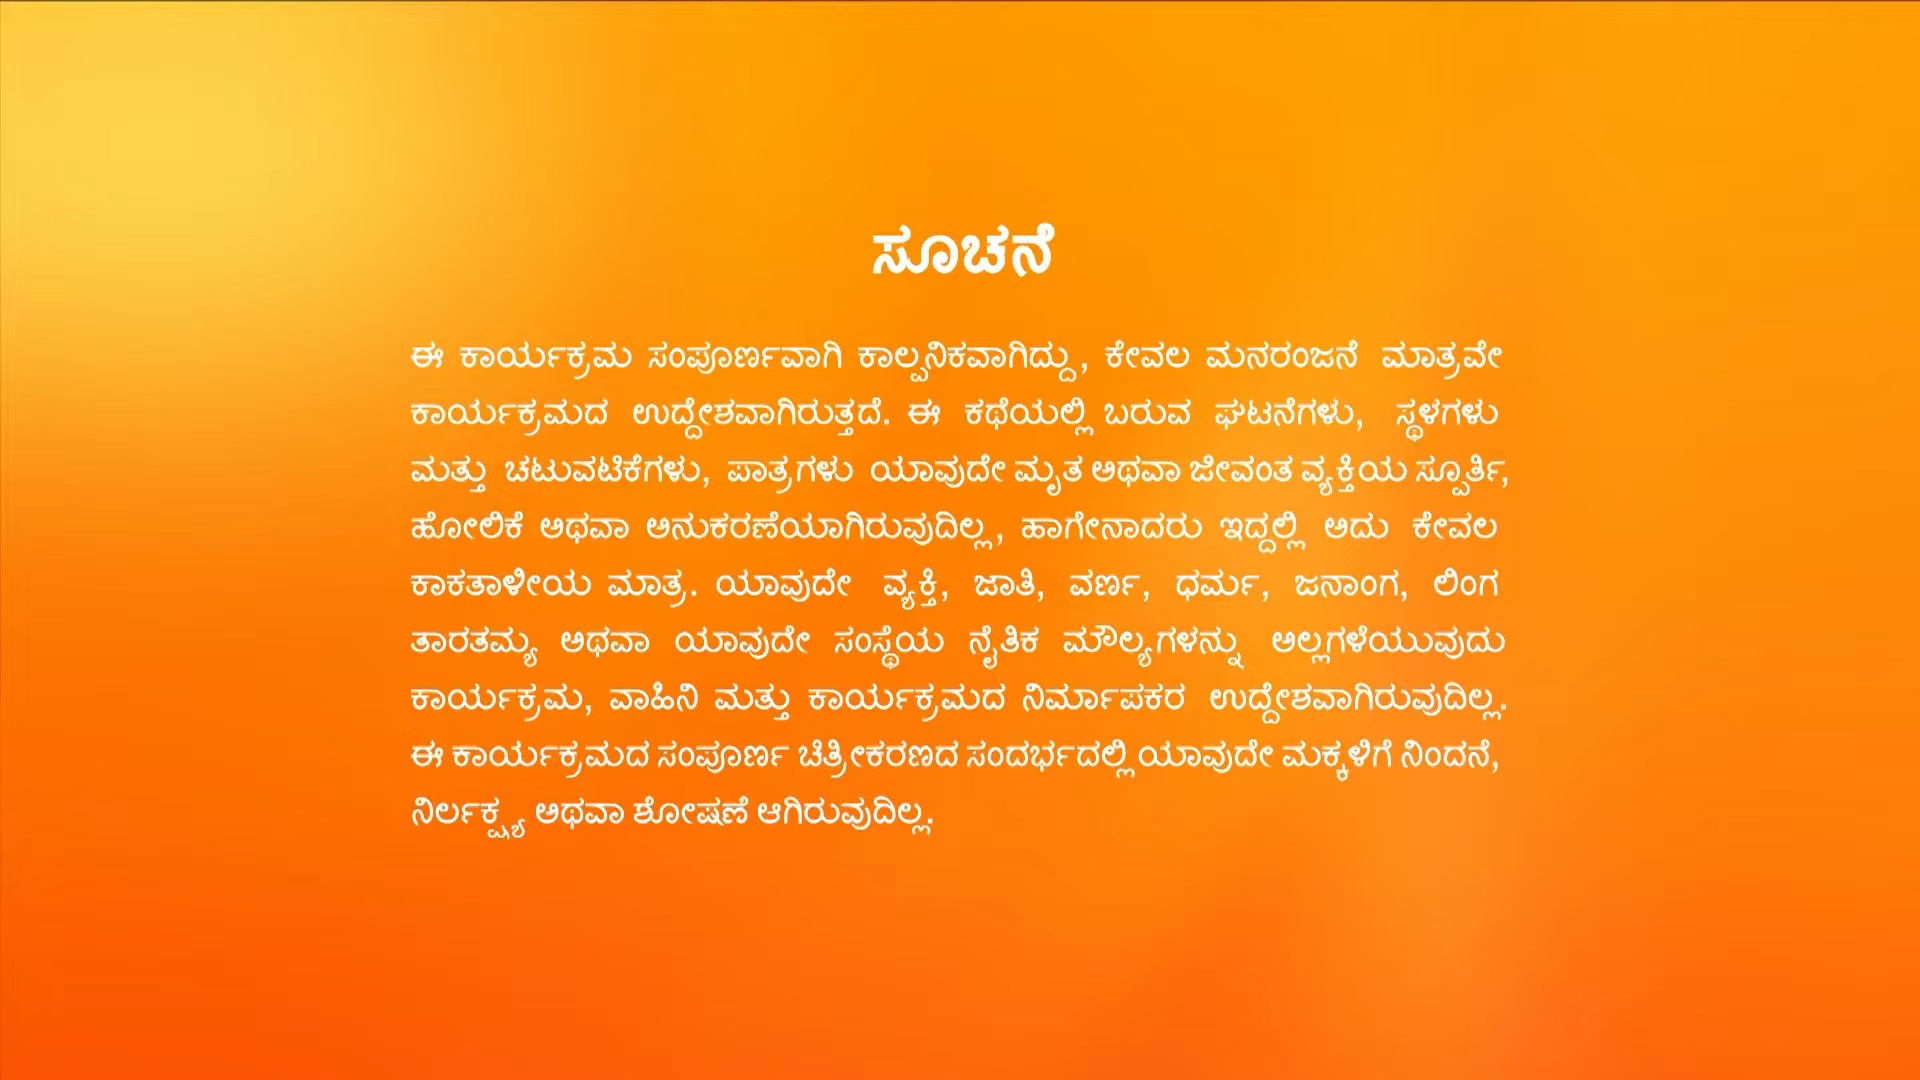 ಸೂಚನೆ
ಈ ಕಾರ್ಯಕ್ರಮ ಸಂಪೂರ್ಣವಾಗಿ ಕಾಲ್ಪನಿಕವಾಗಿದ್ದು, ಕೇವಲ ಮನರಂಜನೆ ಮಾತ್ರವೇ
ಕಾರ್ಯಕ್ರಮದ ಉದ್ದೇಶವಾಗಿರುತ್ತದೆ. ಈ ಕಥೆಯಲ್ಲಿ ಬರುವ ಘಟನೆಗಳು, ಸ್ಥಳಗಳು
ಮತ್ತು ಚಟುವಟಿಕೆಗಳು, ಪಾತ್ರಗಳು ಯಾವುದೇ ಮೃತ ಅಥವಾ ಜೀವಂತ ವ್ಯಕ್ತಿಯ ಸ್ಪೂರ್ತಿ,
ಹೋಲಿಕೆ ಅಥವಾ ಅನುಕರಣೆಯಾಗಿರುವುದಿಲ್ಲ, ಹಾಗೇನಾದರು ಇದ್ದಲ್ಲಿ ಅದು ಕೇವಲ
ಕಾಕತಾಳೀಯ ಮಾತ್ರ. ಯಾವುದೇ ವ್ಯಕ್ತಿ, ಜಾತಿ, ವರ್ಣ, ಧರ್ಮ, ಜನಾಂಗ, ಲಿಂಗ
ತಾರತಮ್ಯ ಅಥವಾ ಯಾವುದೇ ಸಂಸ್ಥೆಯ ನೈತಿಕ ಮೌಲ್ಯಗಳನ್ನು ಅಲ್ಲಗಳೆಯುವುದು
ಕಾರ್ಯಕ್ರಮ, ವಾಹಿನಿ ಮತ್ತು ಕಾರ್ಯಕ್ರಮದ ನಿರ್ಮಾಪಕರ ಉದ್ದೇಶವಾಗಿರುವುದಿಲ್ಲ.
ಈ ಕಾರ್ಯಕ್ರಮದ ಸಂಪೂರ್ಣ ಚಿತ್ರೀಕರಣದ ಸಂದರ್ಭದಲ್ಲಿ ಯಾವುದೇ ಮಕ್ಕಳಿಗೆ ನಿಂದನೆ,
ನಿರ್ಲಕ್ಷ್ಯ ಅಥವಾ ಶೋಷಣೆ ಆಗಿರುವುದಿಲ್ಲ.